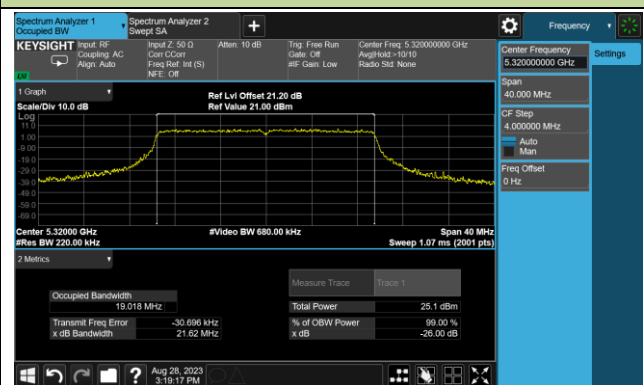 Spectrum Analyzer 1
Occupied BW
Spectrum Analyzer 2
Swept SA
+
Frequency
KEYSIGHT
Input: RF
Coupling: AC
Align: Auto
Input Z: 50 Ω
Corr CCorr
Freq Ref: Int (S)
NFE: Off
Atten: 10 dB
Trig: Free Run
Gate: Off
#IF Gain: Low
Center Freq: 5.320000000 GHz
Avg|Hold:>10/10
Radio Std: None
LXI
Center Frequency
5.320000000 GHz
Settings
Span
40.000 MHz
CF Step
4.000000 MHz
Auto
Man
Freq Offset
0 Hz
1 Graph
Scale/Div 10.0 dB
Ref Lvl Offset 21.20 dB
Ref Value 21.00 dBm
Log
11.0
1.00
-9.00
-19.0
-29.0
-39.0
-49.0
-59.0
-69.0
Center 5.32000 GHz
#Res BW 220.00 kHz
#Video BW 680.00 kHz
Span 40 MHz
Sweep 1.07 ms (2001 pts)
2 Metrics
Measure Trace
Trace 1
Occupied Bandwidth
19.018 MHz
Total Power
25.1 dBm
Transmit Freq Error
-30.696 kHz
% of OBW Power
99.00 %
x dB Bandwidth
21.62 MHz
x dB
-26.00 dB
?
Aug 28, 2023
3:19:17 PM